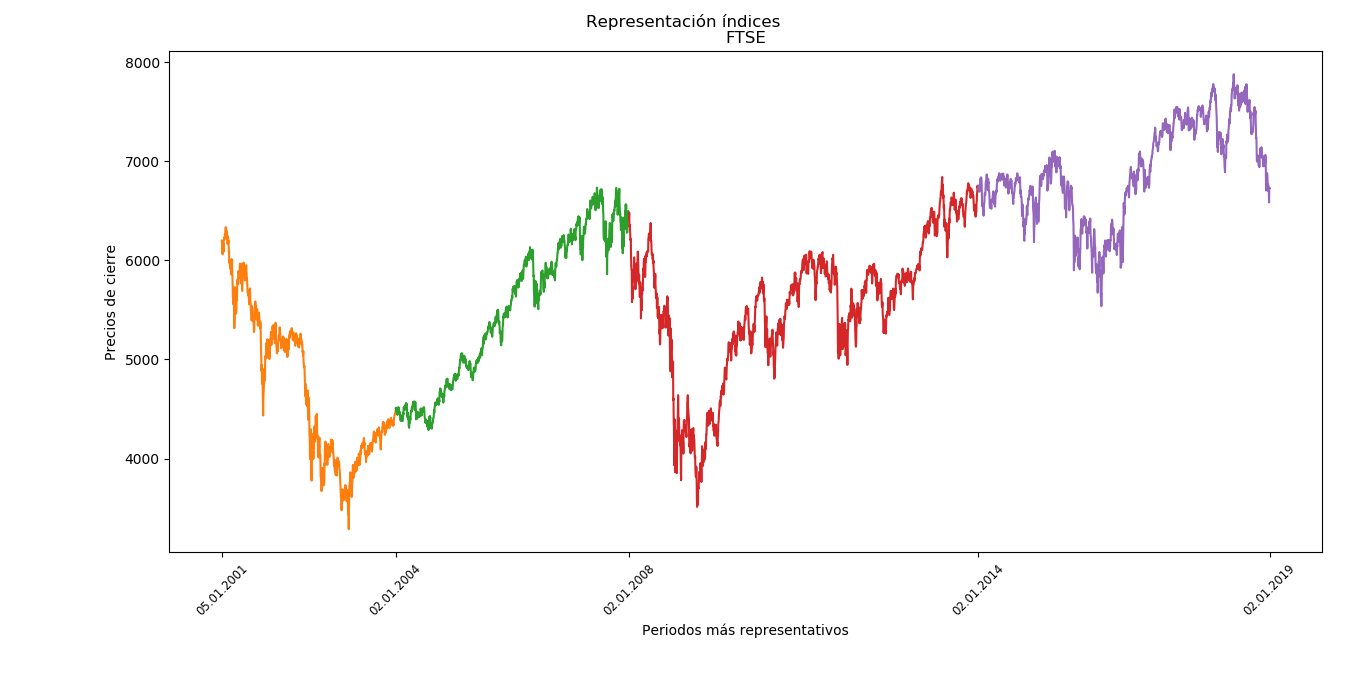 Representación índices
FTSE
8000
7000
6000
5000
4000
Precios de cierre
05.01.2001
02.01.2004
02.01.2008
02.01.2014
02.01.2019
Periodos más representativos